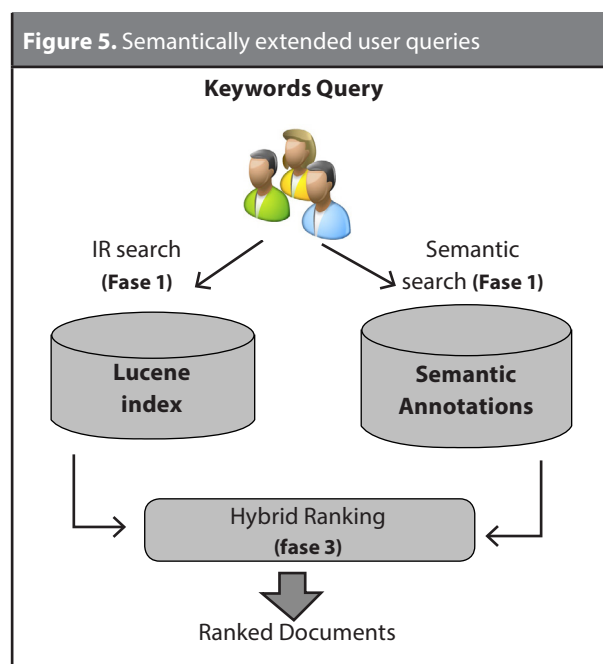 Figure 5. Semantically extended user queries
Keywords Query
IR search
(Fase 1)
Semantic
search (Fase 1)
Lucene
index
Semantic
Annotations
Hybrid Ranking
(fase 3)
Ranked Documents